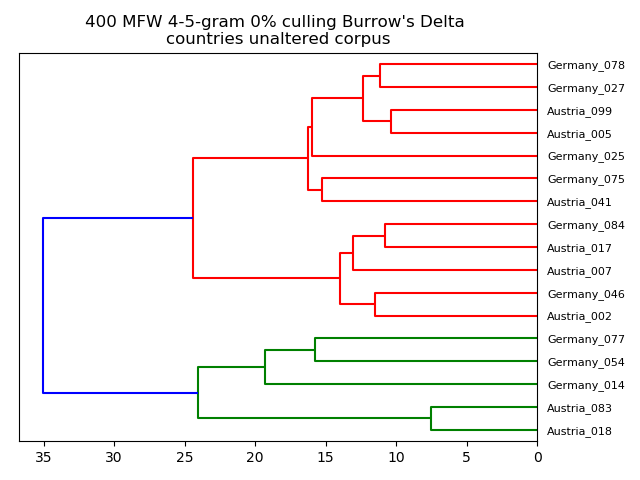 400 MFW 4-5-gram 0% culling Burrow's Delta
countries unaltered corpus
Germany_078
Germany_027
Austria_099
Austria_005
Germany_025
Germany_075
Austria_041
Germany_084
Austria_017
Austria_007
Germany_046
Austria_002
Germany_077
Germany_054
Germany_014
Austria_083
Austria_018
35 30 25 20 15 10 5 0